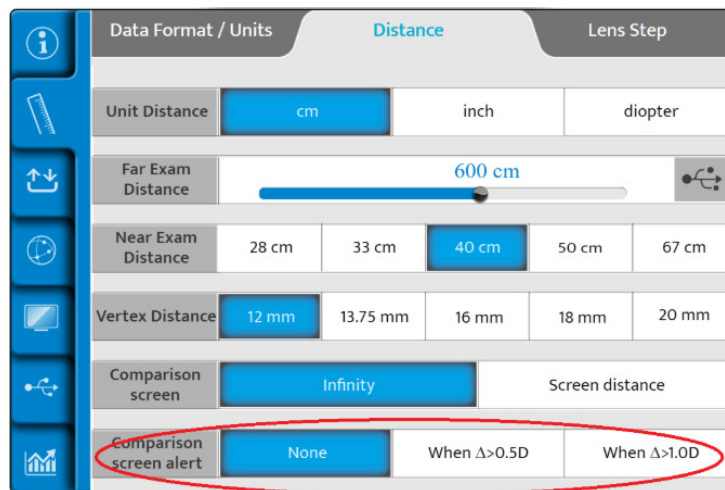 Data Format / Units
Distance
Lens Step
Unit Distance
cm
inch
diopter
Far Exam
Distance
600 cm
Near Exam
Distance
28 cm
33 cm
40 cm
50 cm
67 cm
Vertex Distance
12 mm
13.75 mm
16 mm
18 mm
20 mm
Comparison
screen
Infinity
Screen distance
Comparison
screen alert
None
When Δ>0.5D
When Δ>1.0D